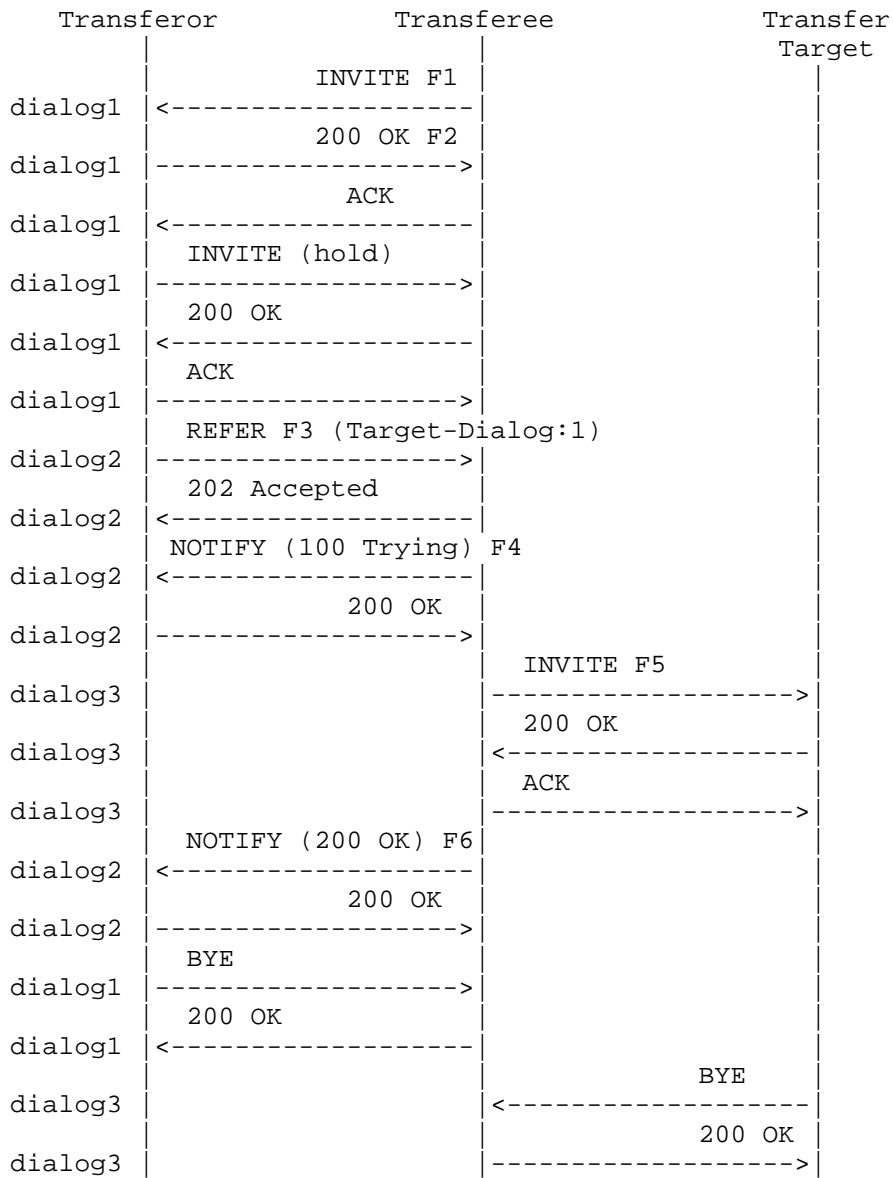 Transferor Transferee Transfer
Target
INVITE F1
dialog1 |<-------------------|
200 OK F2
dialog1 |------------------->|
ACK
dialog1 |<-------------------|
INVITE (hold)
dialog1 |------------------->|
200 OK
dialog1 |<-------------------|
ACK
dialog1 |------------------->|
REFER F3 (Target-Dialog:1)
dialog2 |------------------->|
202 Accepted
dialog2 |<-------------------|
NOTIFY (100 Trying) F4
dialog2 |<-------------------|
200 OK
dialog2 |------------------->|
INVITE F5
dialog3 |------------------->|
200 OK
dialog3 |<-------------------|
ACK
dialog3 |------------------->|
NOTIFY (200 OK) F6
dialog2 |<-------------------|
200 OK
dialog2 |------------------->|
BYE
dialog1 |------------------->|
200 OK
dialog1 |<-------------------|
BYE
dialog3 |<-------------------|
200 OK
dialog3 |------------------->|